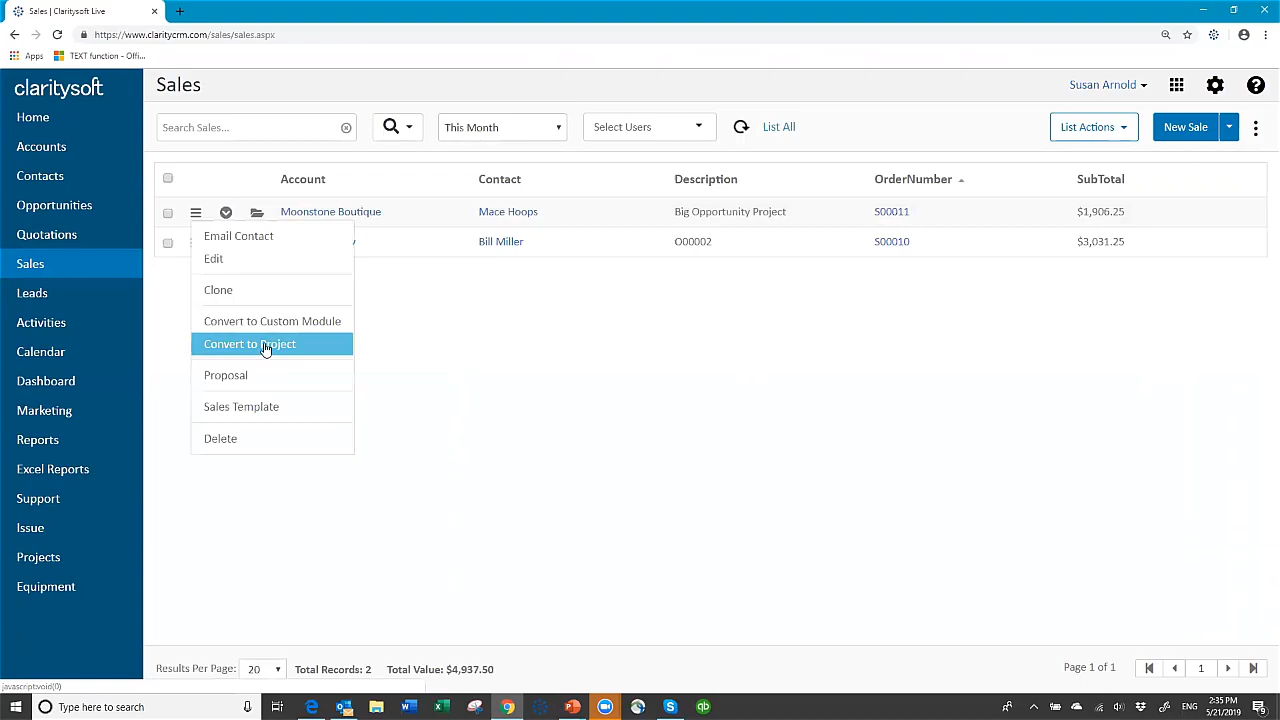 Sales | Claritysoft Live
https://www.claritycrm.com/sales/sales.aspx
Apps
TEXT function - Offi...
claritysoft
Home
Accounts
Contacts
Opportunities
Quotations
Sales
Leads
Activities
Calendar
Dashboard
Marketing
Reports
Excel Reports
Support
Issue
Projects
Equipment
Sales
Susan Arnold
Search Sales...
This Month
Select Users
List All
List Actions
New Sale
Account Contact Description OrderNumber SubTotal
Moonstone Boutique Mace Hoops Big Opportunity Project S00011 $1,906.25
y Bill Miller O00002 S00010 $3,031.25
Email Contact
Edit
Clone
Convert to Custom Module
Convert to Project
Proposal
Sales Template
Delete
Results Per Page: 20 Total Records: 2 Total Value: $4,937.50
Page 1 of 1
1
javascript:void(0)
Type here to search
ENG
2:35 PM
5/21/2019